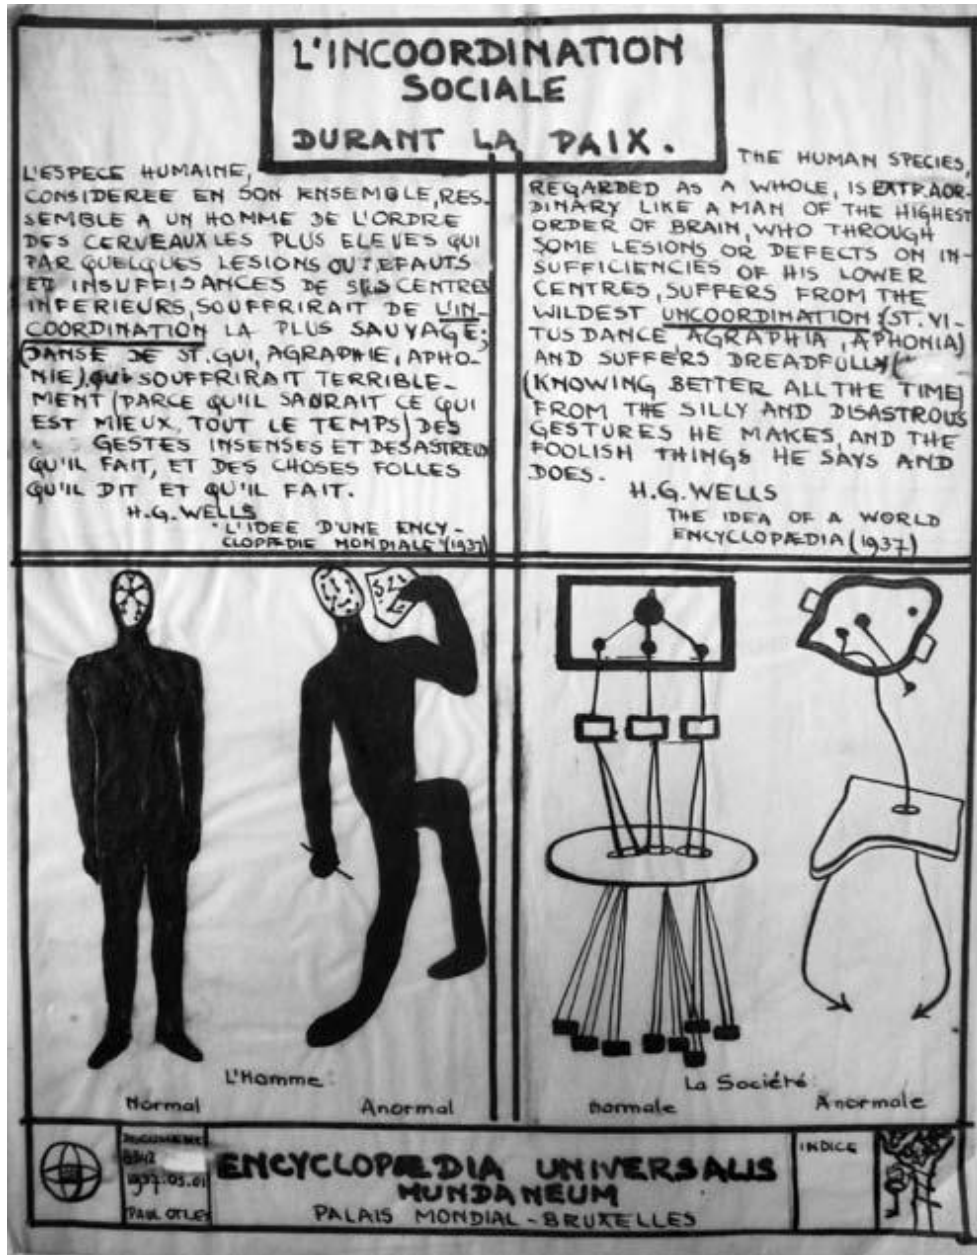 L'INCOORDINATION
SOCIALE
DURANT LA PAIX.
L'ESPECE HUMAINE,
CONSIDEREE EN SON ENSEMBLE, RES-
SEMBLE A UN HOMME DE L'ORDRE
DES CERVEAUX LES PLUS ELEVES QUI
PAR QUELQUES LESIONS OU DEFAUTS
ET INSUFFISANCES DE SES CENTRES
INFERIEURS, SOUFFRIRAIT DE L'IN-
COORDINATION LA PLUS SAUVAGE;
(DANSE DE ST. GUI, AGRAPHIE, APHO-
NIE), QUI SOUFFRIRAIT TERRIBLE-
MENT (PARCE QU'IL SAURAIT CE QUI
EST MIEUX, TOUT LE TEMPS) DES
GESTES INSENSES ET DESASTREUX
QU'IL FAIT, ET DES CHOSES FOLLES
QU'IL DIT ET QU'IL FAIT.
H.G. WELLS
"L'IDEE D'UNE ENCY-
CLOPÆDIE MONDIALE" (1937)
THE HUMAN SPECIES,
REGARDED AS A WHOLE, IS EXTRAOR-
DINARY LIKE A MAN OF THE HIGHEST
ORDER OF BRAIN, WHO THROUGH
SOME LESIONS OR DEFECTS ON IN-
SUFFICIENCIES OF HIS LOWER
CENTRES, SUFFERS FROM THE
WILDEST UNCOORDINATION; (ST. VI-
TUS DANCE, AGRAPHIA, APHONIA)
AND SUFFERS DREADFULLY
(KNOWING BETTER ALL THE TIME)
FROM THE SILLY AND DISASTROUS
GESTURES HE MAKES, AND THE
FOOLISH THINGS HE SAYS AND
DOES.
H.G. WELLS
THE IDEA OF A WORLD
ENCYCLOPÆDIA (1937)
L'Homme:
Normal Anormal
La Société:
normale Anormale
DOCUMENT
8342
1937.05.01
PAUL OTLET
ENCYCLOPÆDIA UNIVERSALIS
MUNDANEUM
PALAIS MONDIAL - BRUXELLES
INDICE